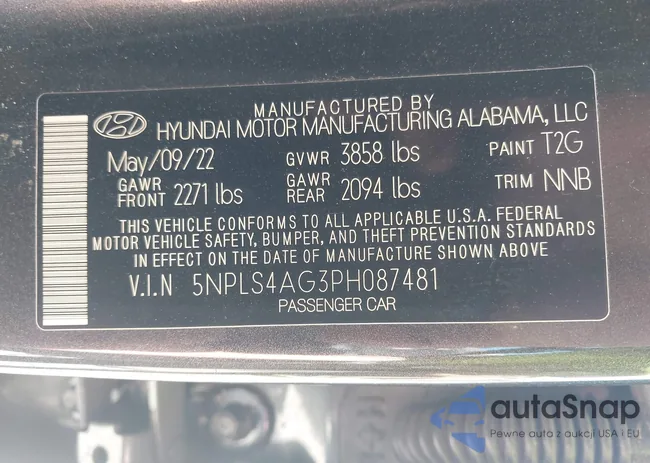 MANUFACTURED BY
HYUNDAI MOTOR MANUFACTURING ALABAMA, LLC
May/09/22 GVWR 3858 lbs PAINT T2G
GAWR FRONT 2271 lbs GAWR REAR 2094 lbs TRIM NNB
THIS VEHICLE CONFORMS TO ALL APPLICABLE U.S.A. FEDERAL
MOTOR VEHICLE SAFETY, BUMPER, AND THEFT PREVENTION STANDARDS
IN EFFECT ON THE DATE OF MANUFACTURE SHOWN ABOVE
V.I.N 5NPLS4AG3PH087481
PASSENGER CAR
autaSnap
Pewne auta z aukcji USA i EU